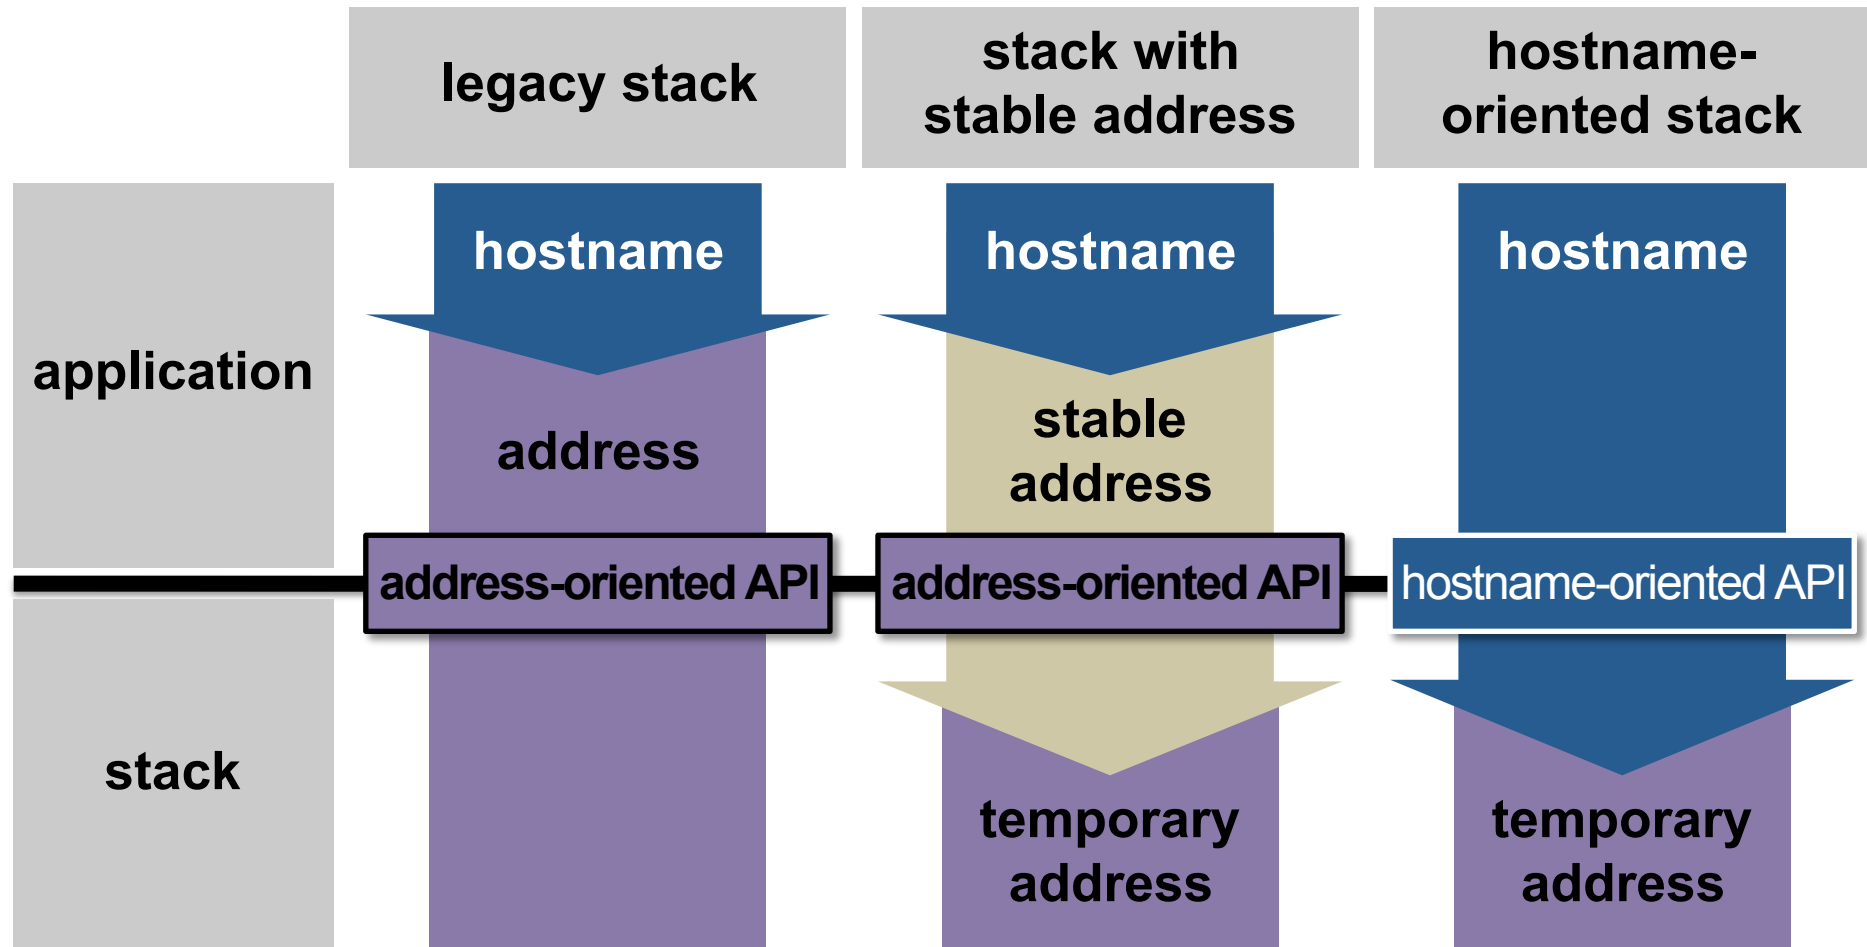 legacy stack
stack with
stable address
hostname-
oriented stack
application
hostname
hostname
hostname
address
stable
address
address-oriented API
address-oriented API
hostname-oriented API
stack
temporary
address
temporary
address